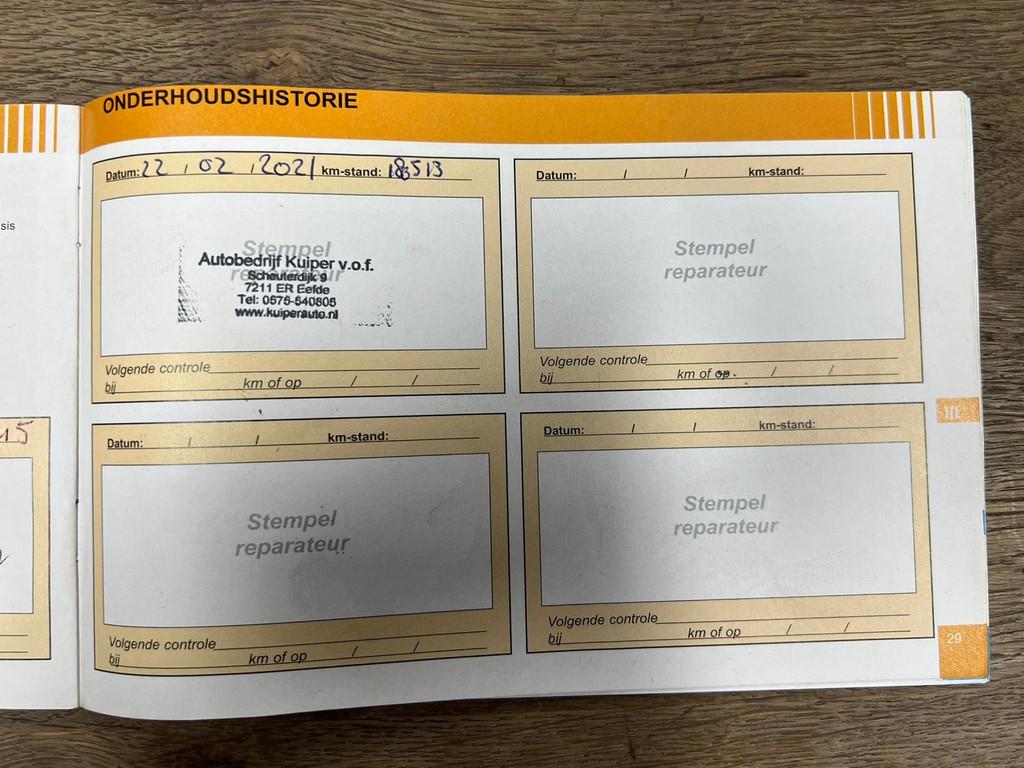 sis
15
ONDERHOUDSHISTORIE
Datum: 22 / 02 / 2021 km-stand:
Stempel
reparateur
Autobedrijf Kuiper v.o.f.
Scheuterdijk 9
7211 ER Eefde
Tel: 0575-540805
www.kuiperauto.nl
Volgende controle
bij km of op / /
Datum: / / km-stand:
Stempel
reparateur
Volgende controle
bij km of op / /
Datum: / / km-stand:
Stempel
reparateur
Volgende controle
bij km of op / /
Datum: / / km-stand:
Stempel
reparateur
Volgende controle
bij km of op / /
III
29